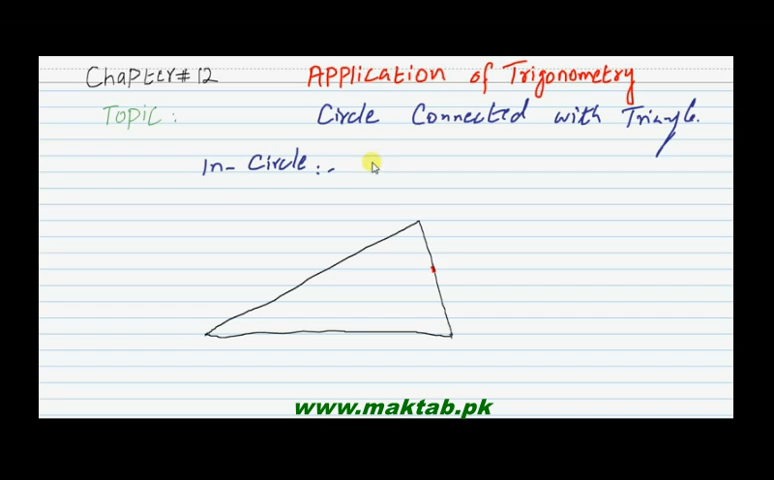 Chapter#12 Application of Trigonometry
Topic: Circle Connected with Triangle.
In-Circle:-
www.maktab.pk